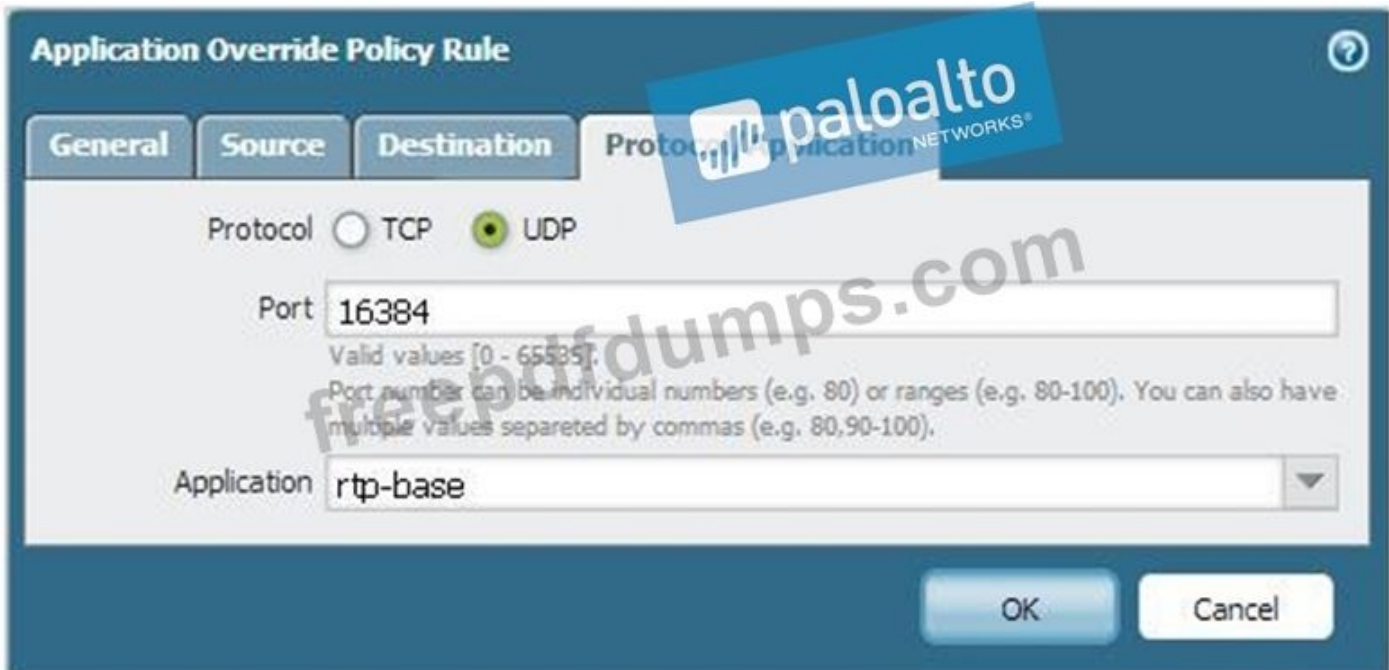 Application Override Policy Rule
paloalto
NETWORKS®
General Source Destination Protocol/Application
Protocol TCP UDP
Port 16384
Valid values [0 - 65535].
Port number can be individual numbers (e.g. 80) or ranges (e.g. 80-100). You can also have
multiple values separeted by commas (e.g. 80,90-100).
freepdfdumps.com
Application rtp-base
OK Cancel